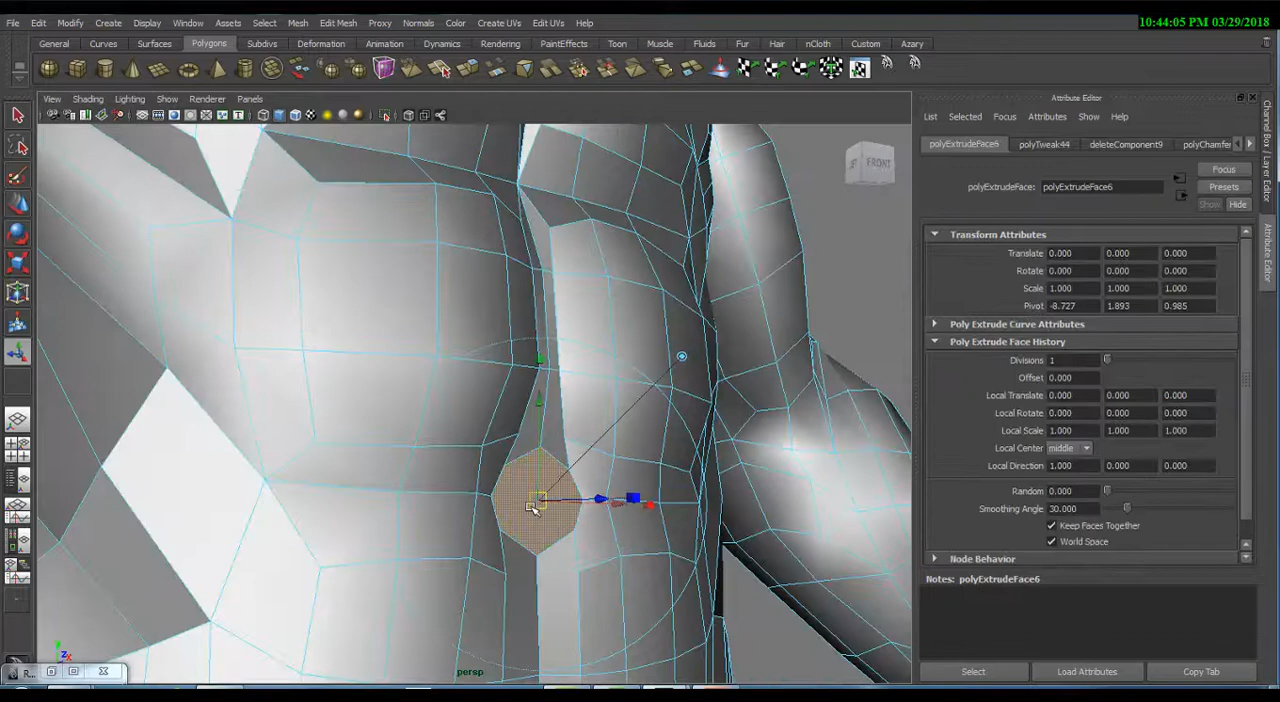 File Edit Modify Create Display Window Assets Select Mesh Edit Mesh Proxy Normals Color Create UVs Edit UVs Help
10:44:05 PM 03/29/2018
General Curves Surfaces Polygons Subdivs Deformation Animation Dynamics Rendering PaintEffects Toon Muscle Fluids Fur Hair nCloth Custom Azary
View Shading Lighting Show Renderer Panels
Attribute Editor
List Selected Focus Attributes Show Help
polyExtrudeFace6 polyTweak44 deleteComponent9 polyChamfer
Focus
polyExtrudeFace: polyExtrudeFace6
Presets
Show Hide
FRONT
Transform Attributes
Translate 0.000 0.000 0.000
Rotate 0.000 0.000 0.000
Scale 1.000 1.000 1.000
Pivot -8.727 1.893 0.985
Poly Extrude Curve Attributes
Poly Extrude Face History
Divisions 1
Offset 0.000
Local Translate 0.000 0.000 0.000
Local Rotate 0.000 0.000 0.000
Local Scale 1.000 1.000 1.000
Local Center middle
Local Direction 1.000 0.000 0.000
Random 0.000
Smoothing Angle 30.000
Keep Faces Together
World Space
Node Behavior
Notes: polyExtrudeFace6
Select Load Attributes Copy Tab
Channel Box / Layer Editor
Attribute Editor
persp
R...